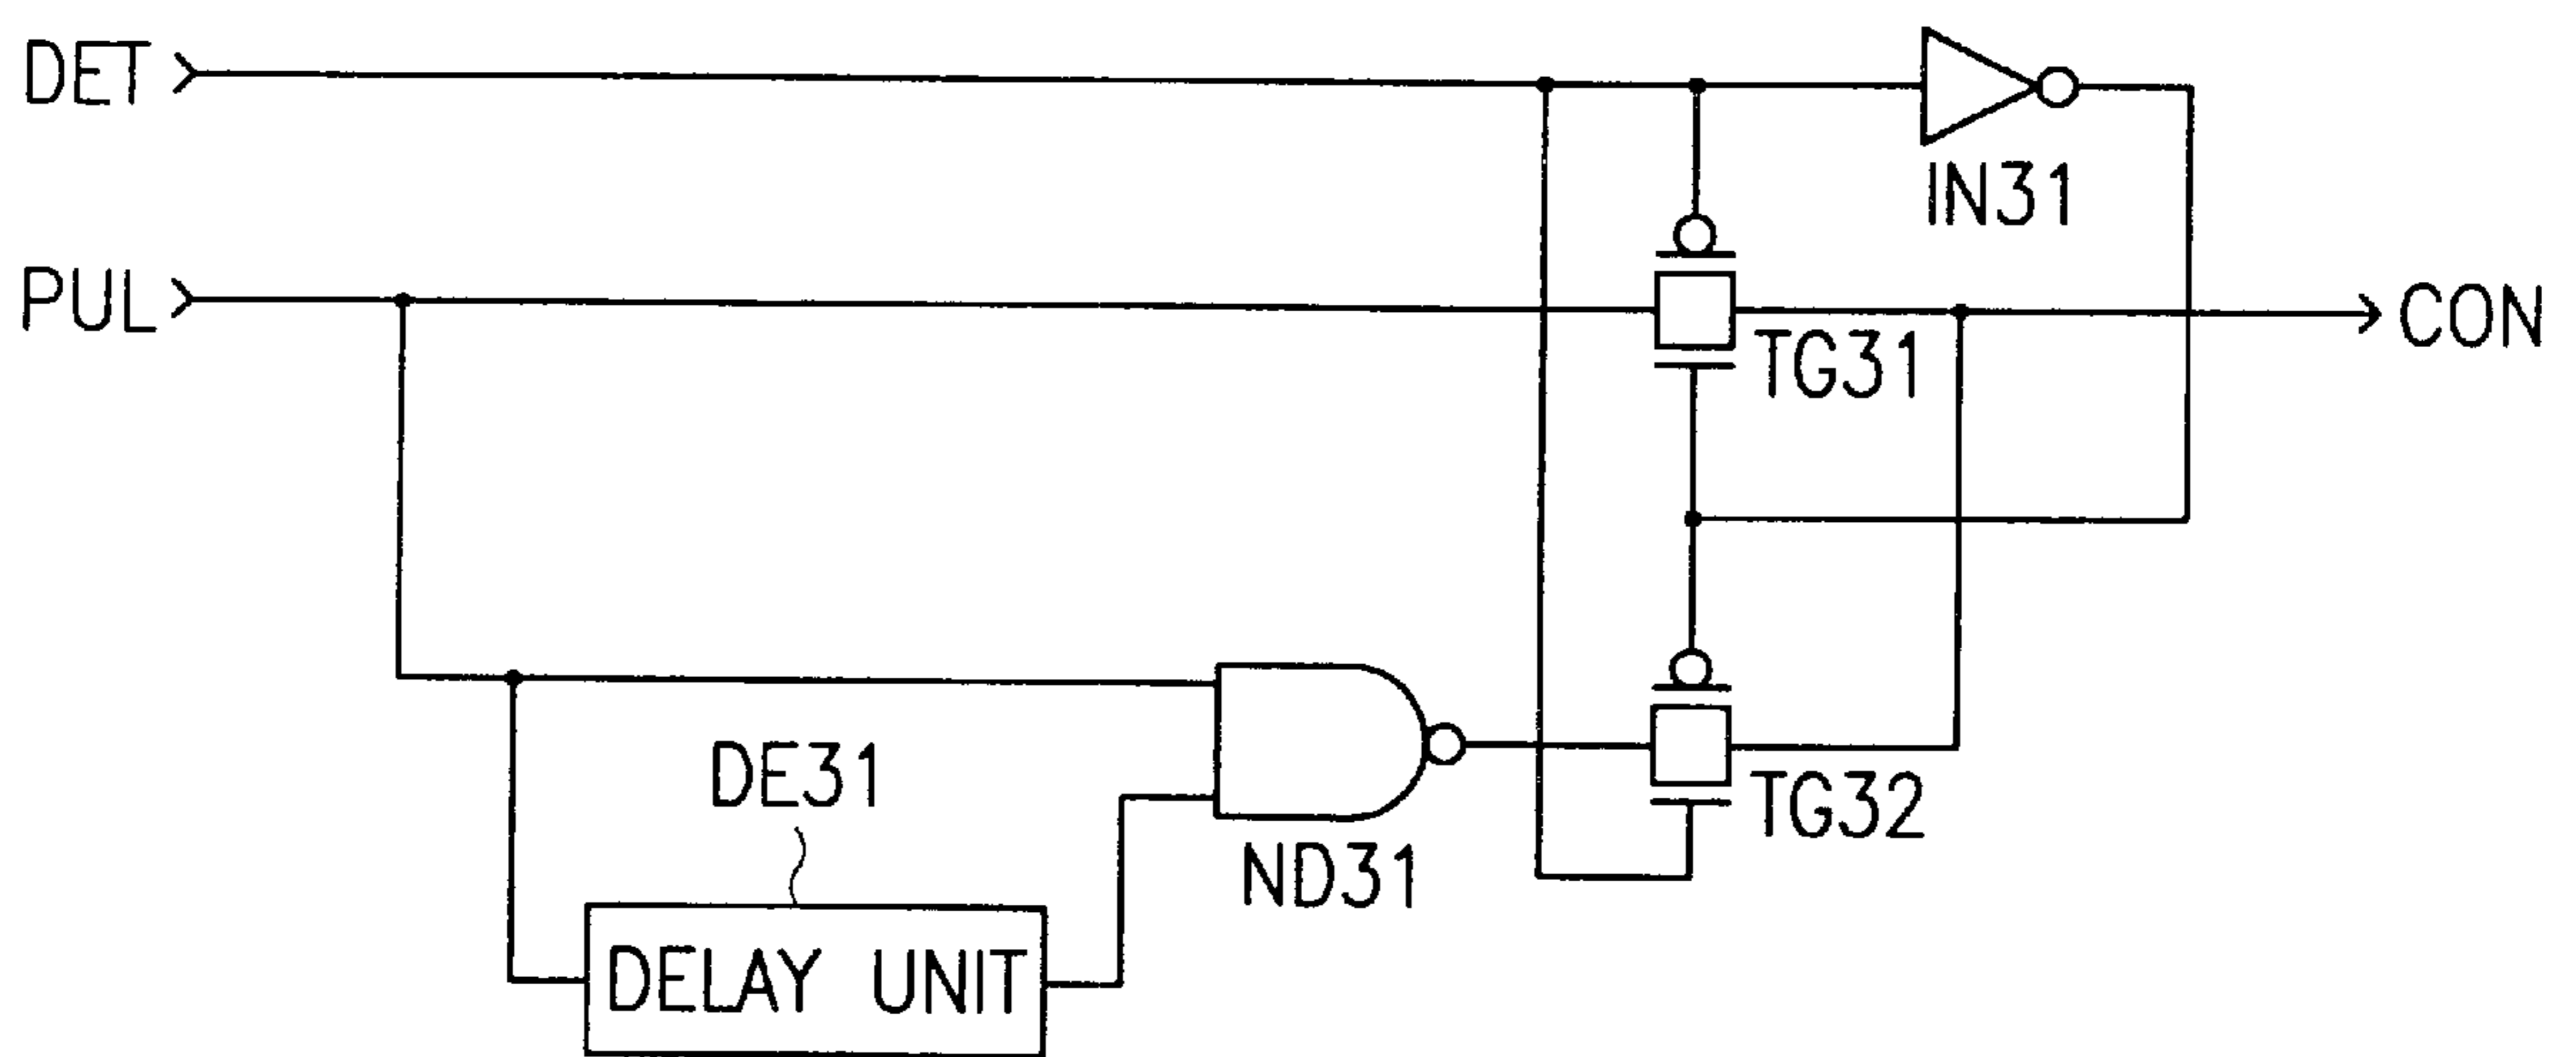 DET
IN31
PUL
CON
TG31
DE31
TG32
ND31
DELAY UNIT